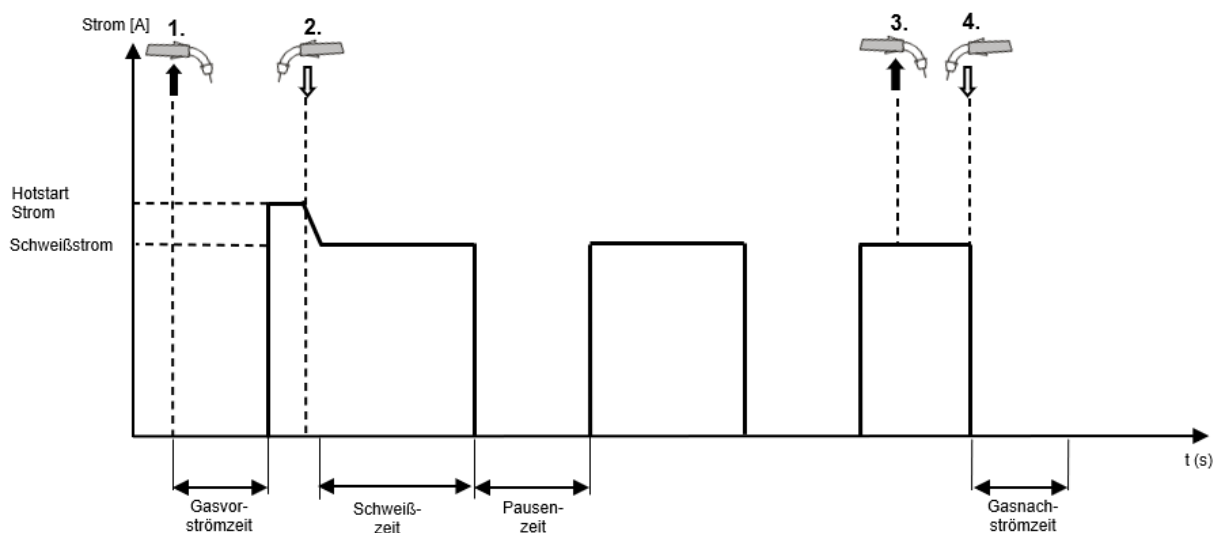 Strom [A]
1.
2.
3.
4.
Hotstart
Strom
Schweißstrom
t (s)
Gasvor-
strömzeit
Schweiß-
zeit
Pausen-
zeit
Gasnach-
strömzeit